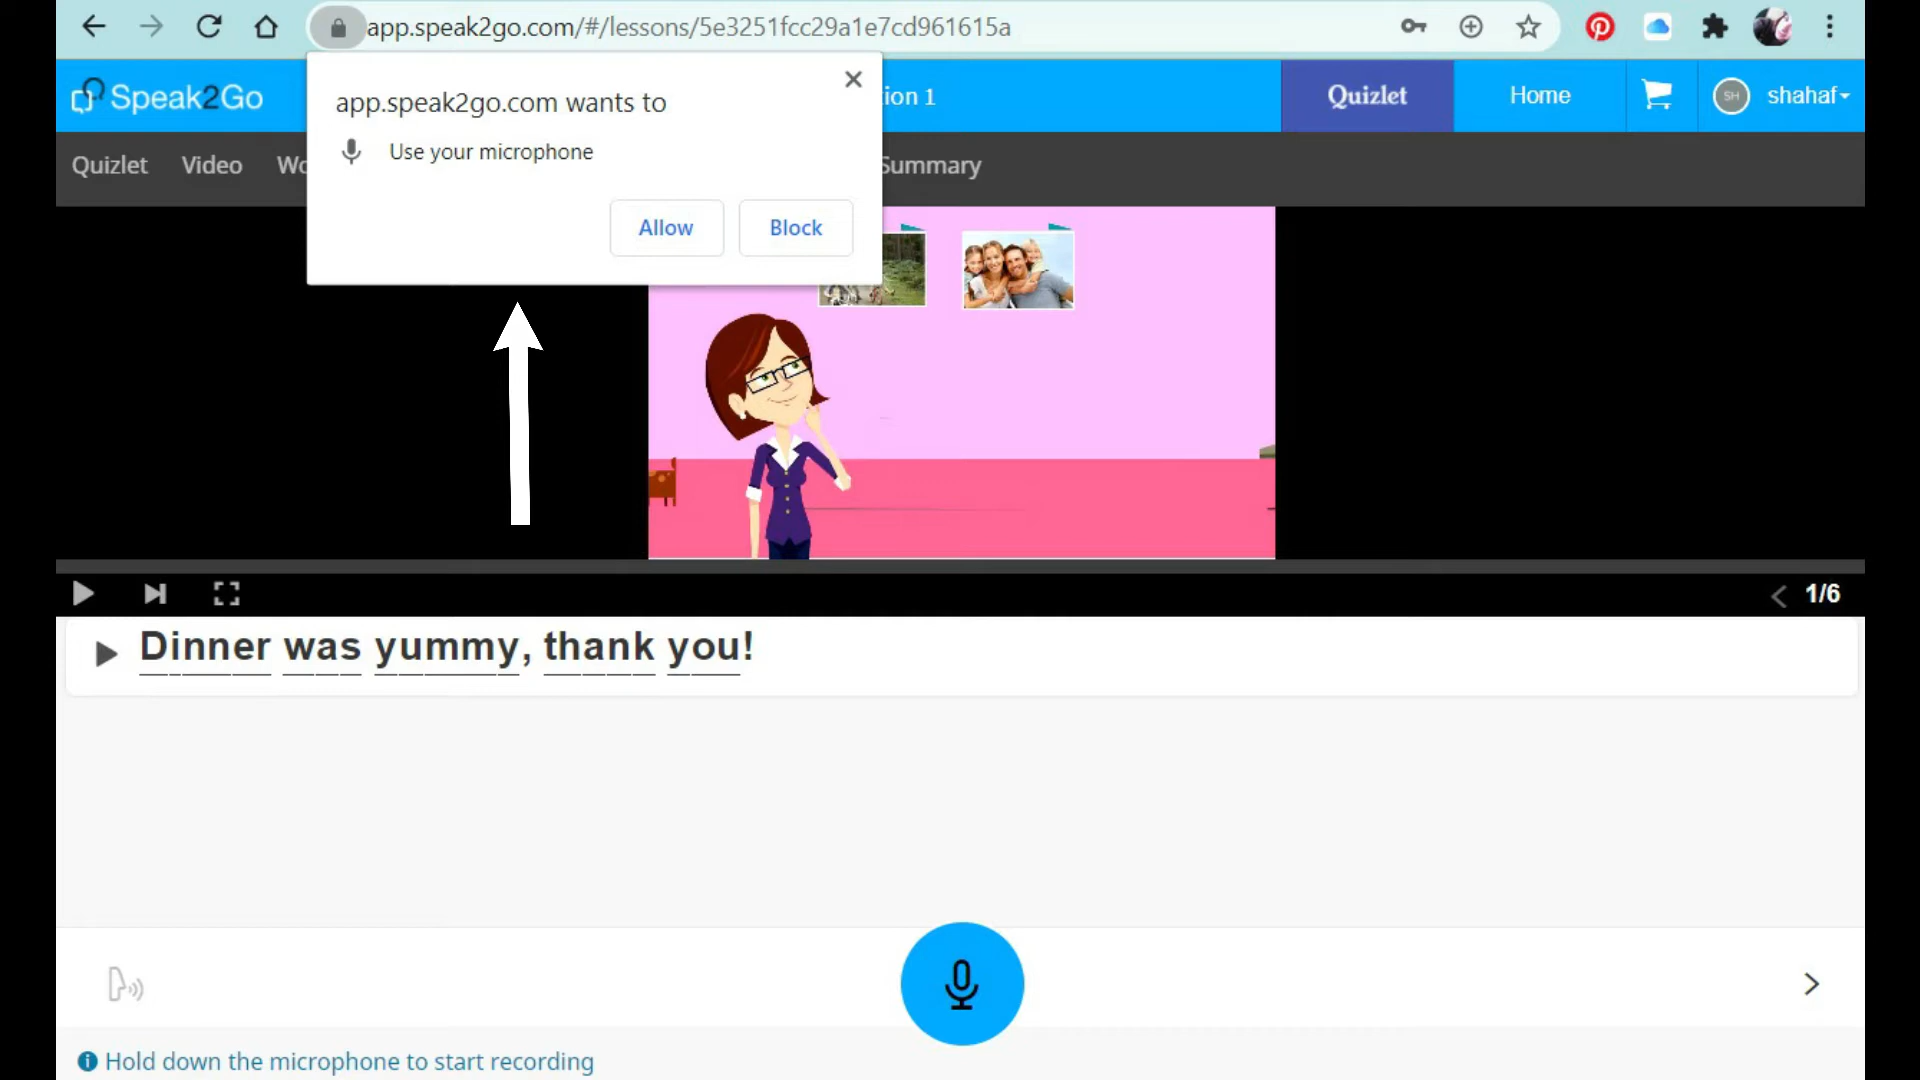 app.speak2go.com/#/lessons/5e3251fcc29a1e7cd961615a
Speak2Go
tion 1
Quizlet
Home
SH
shahaf
app.speak2go.com wants to
Use your microphone
Allow
Block
Quizlet
Video
Wo
Summary
1/6
Dinner was yummy, thank you!
Hold down the microphone to start recording